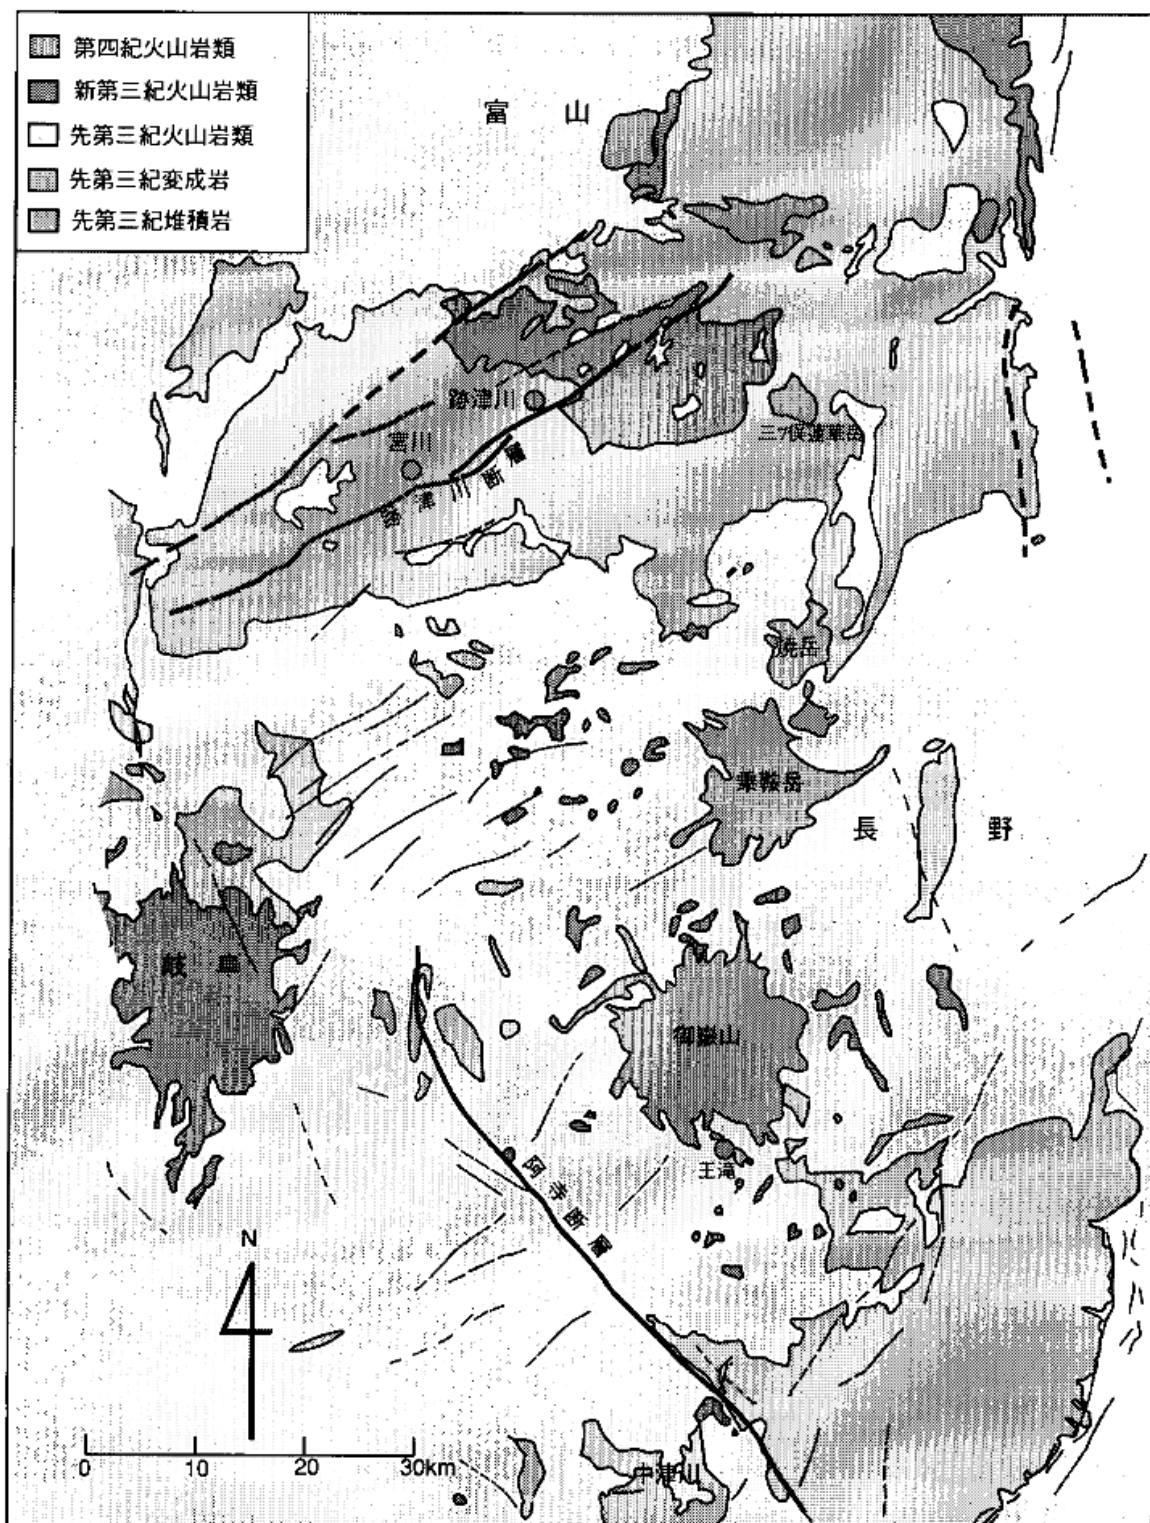 第四紀火山岩類
新第三紀火山岩類
先第三紀火山岩類
先第三紀変成岩
先第三紀堆積岩
富山
跡津川
三ツ俣蓮華岳
宮川
跡津川断層
焼岳
乗鞍岳
長野
岐阜
御嶽山
王滝
阿寺断層
N
0 10 20 30km
中津川